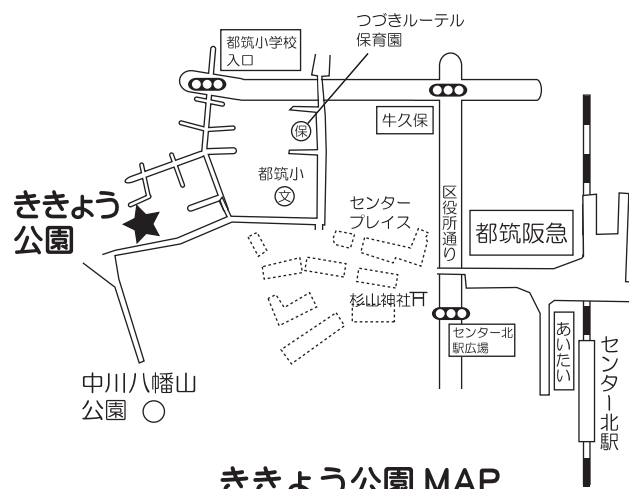 つづきルーテル
保育園
都筑小学校
入口
牛久保
保
都筑小
文
ききょう
公園
センター
プレイス
区役所通り
都筑阪急
杉山神社
センター北
駅広場
あいたい
センター北駅
中川八幡山
公園
ききょう公園 MAP